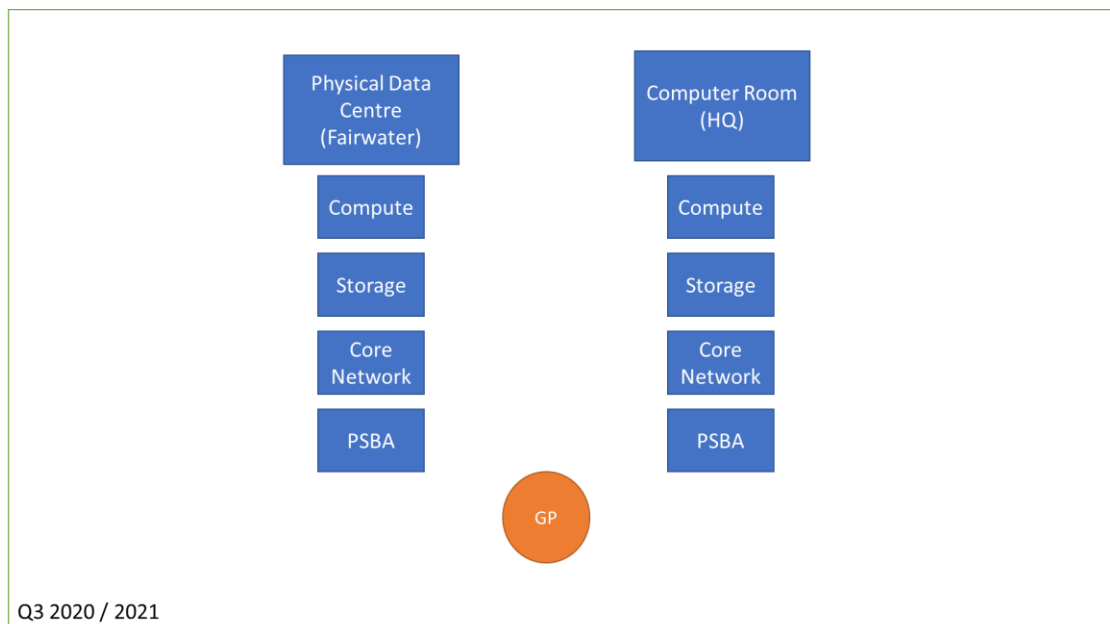 Physical Data
Centre
(Fairwater)
Compute
Storage
Core
Network
PSBA
Computer Room
(HQ)
Compute
Storage
Core
Network
PSBA
GP
Q3 2020 / 2021